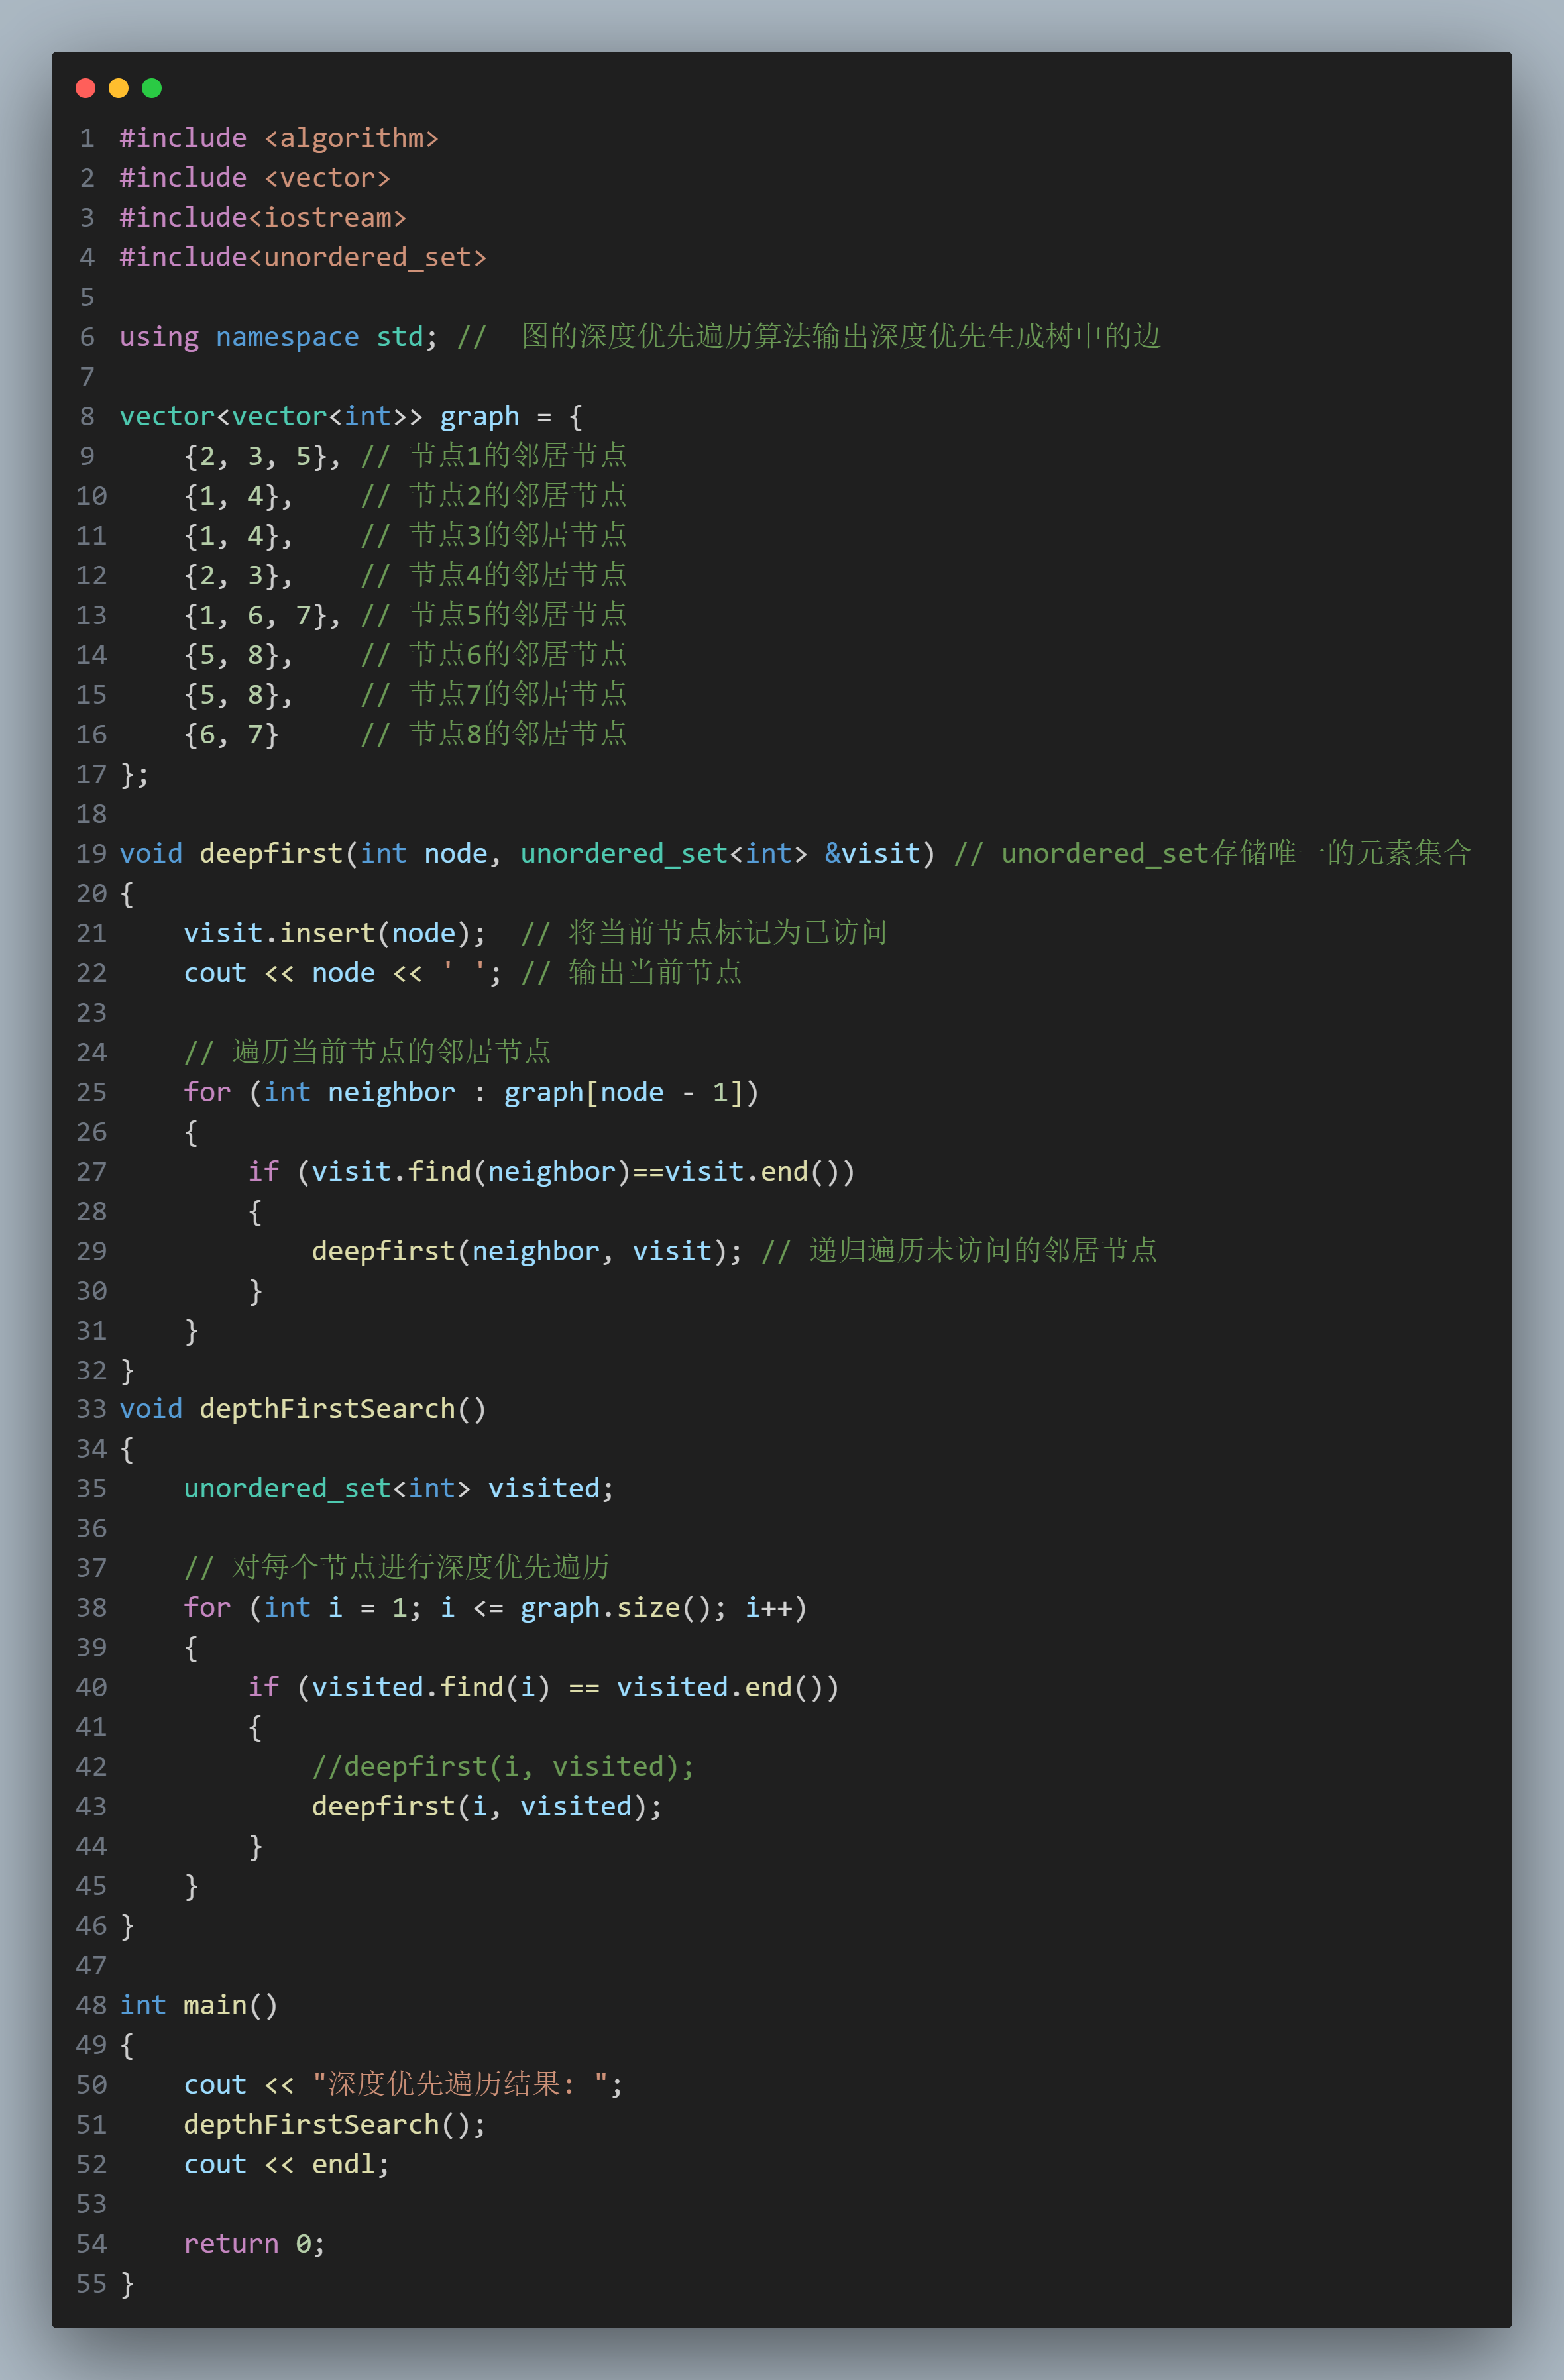 1 #include <algorithm>
2 #include <vector>
3 #include<iostream>
4 #include<unordered_set>
5
6 using namespace std; //  图的深度优先遍历算法输出深度优先生成树中的边
7
8 vector<vector<int>> graph = {
9     {2, 3, 5}, // 节点1的邻居节点
10     {1, 4},    // 节点2的邻居节点
11     {1, 4},    // 节点3的邻居节点
12     {2, 3},    // 节点4的邻居节点
13     {1, 6, 7}, // 节点5的邻居节点
14     {5, 8},    // 节点6的邻居节点
15     {5, 8},    // 节点7的邻居节点
16     {6, 7}     // 节点8的邻居节点
17 };
18
19 void deepfirst(int node, unordered_set<int> &visit) // unordered_set存储唯一的元素集合
20 {
21     visit.insert(node);  // 将当前节点标记为已访问
22     cout << node << ' '; // 输出当前节点
23
24     // 遍历当前节点的邻居节点
25     for (int neighbor : graph[node - 1])
26     {
27         if (visit.find(neighbor)==visit.end())
28         {
29             deepfirst(neighbor, visit); // 递归遍历未访问的邻居节点
30         }
31     }
32 }
33 void depthFirstSearch()
34 {
35     unordered_set<int> visited;
36
37     // 对每个节点进行深度优先遍历
38     for (int i = 1; i <= graph.size(); i++)
39     {
40         if (visited.find(i) == visited.end())
41         {
42             //deepfirst(i, visited);
43             deepfirst(i, visited);
44         }
45     }
46 }
47
48 int main()
49 {
50     cout << "深度优先遍历结果: ";
51     depthFirstSearch();
52     cout << endl;
53
54     return 0;
55 }